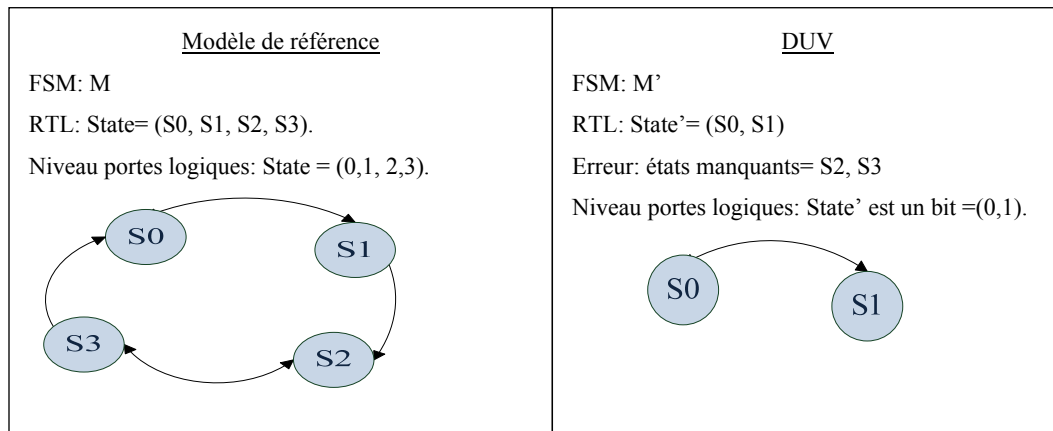 Modèle de référence
FSM: M
RTL: State= (S0, S1, S2, S3).
Niveau portes logiques: State = (0,1, 2,3).
S0
S1
S3
S2
DUV
FSM: M’
RTL: State’= (S0, S1)
Erreur: états manquants= S2, S3
Niveau portes logiques: State’ est un bit =(0,1).
S0
S1